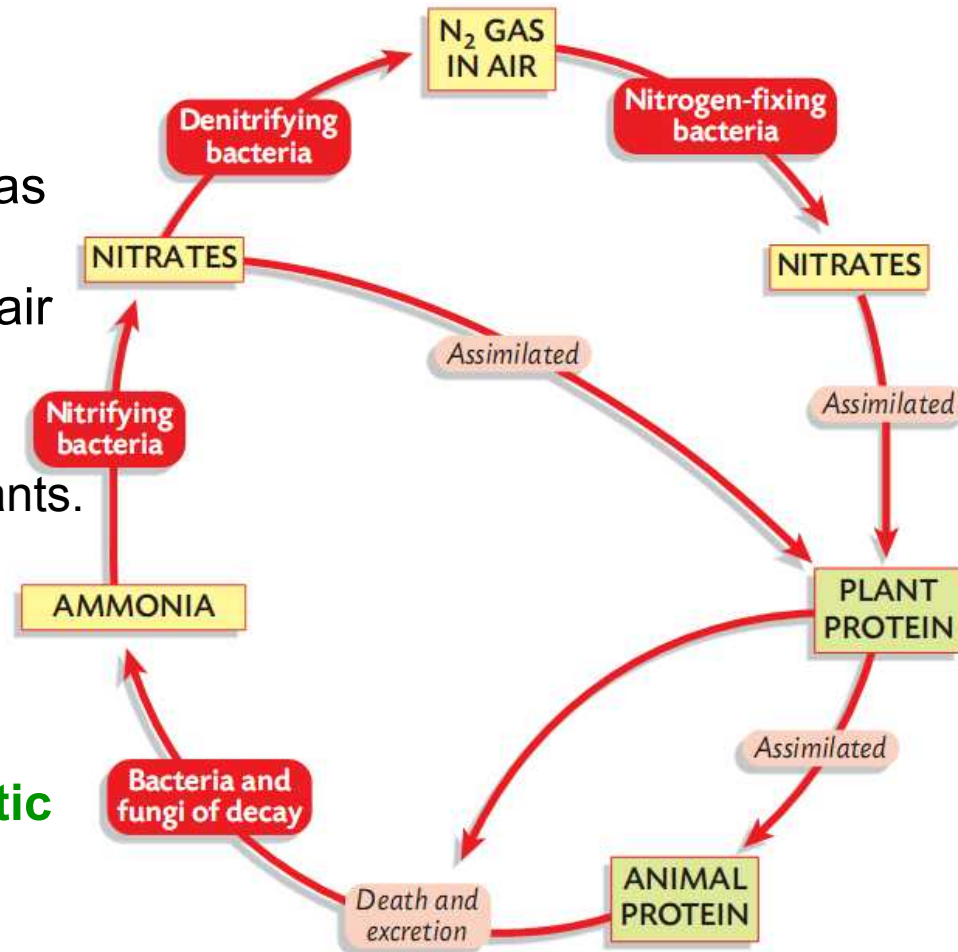 N₂ GAS
IN AIR
Nitrogen-fixing
bacteria
Denitrifying
bacteria
as
NITRATES
NITRATES
air
Assimilated
Assimilated
Nitrifying
bacteria
ants.
AMMONIA
PLANT
PROTEIN
Assimilated
Bacteria and
fungi of decay
tic
ANIMAL
PROTEIN
Death and
excretion